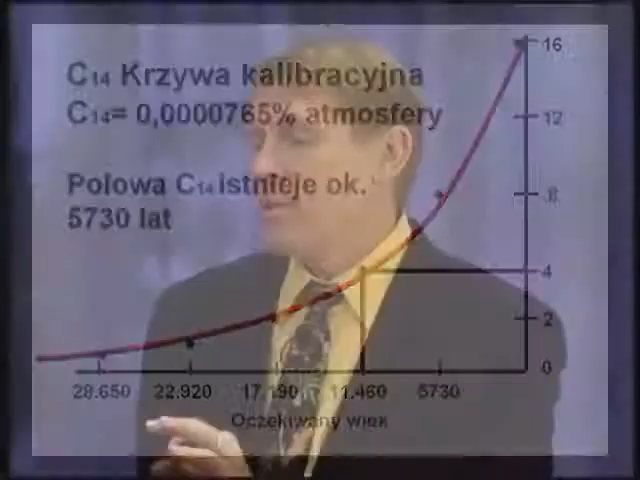 C14 Krzywa kalibracyjna
C14= 0,0000765% atmosfery
Polowa C14 istnieje ok.
5730 lat
16
12
8
4
2
0
28.650 22.920 17.190 11.460 5730
Oczekiwany wiek